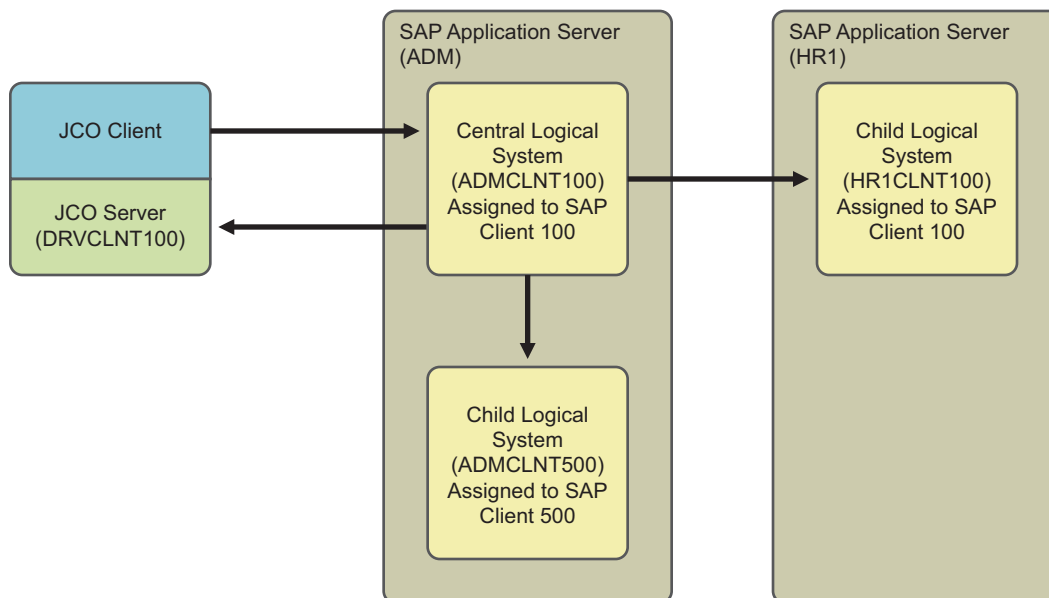 SAP Application Server
(ADM)
SAP Application Server
(HR1)
JCO Client
JCO Server
(DRVCLNT100)
Central Logical
System
(ADMCLNT100)
Assigned to SAP
Client 100
Child Logical
System
(HR1CLNT100)
Assigned to SAP
Client 100
Child Logical
System
(ADMCLNT500)
Assigned to SAP
Client 500